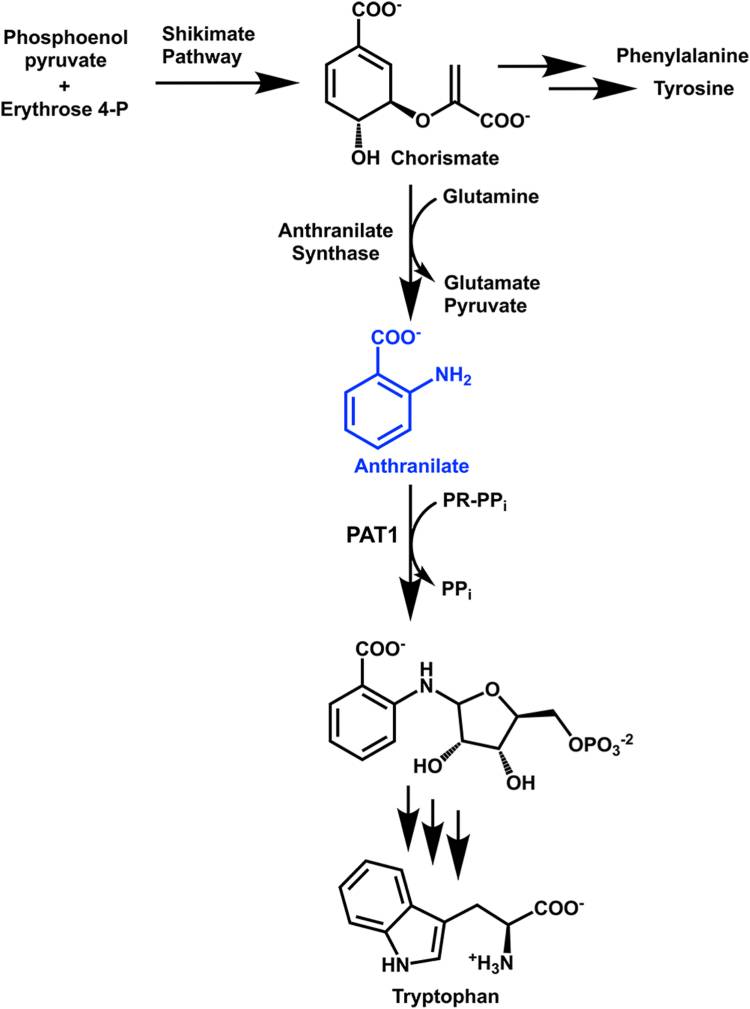 COO⁻
Phosphoenol
pyruvate
+
Erythrose 4-P
Shikimate
Pathway
O
COO⁻
OH Chorismate
Phenylalanine
Tyrosine
Glutamine
Anthranilate
Synthase
Glutamate
Pyruvate
COO⁻
NH₂
Anthranilate
PR-PPᵢ
PAT1
PPᵢ
COO⁻
H
N
O
OPO₃⁻²
HO
OH
COO⁻
HN
⁺H₃N
Tryptophan